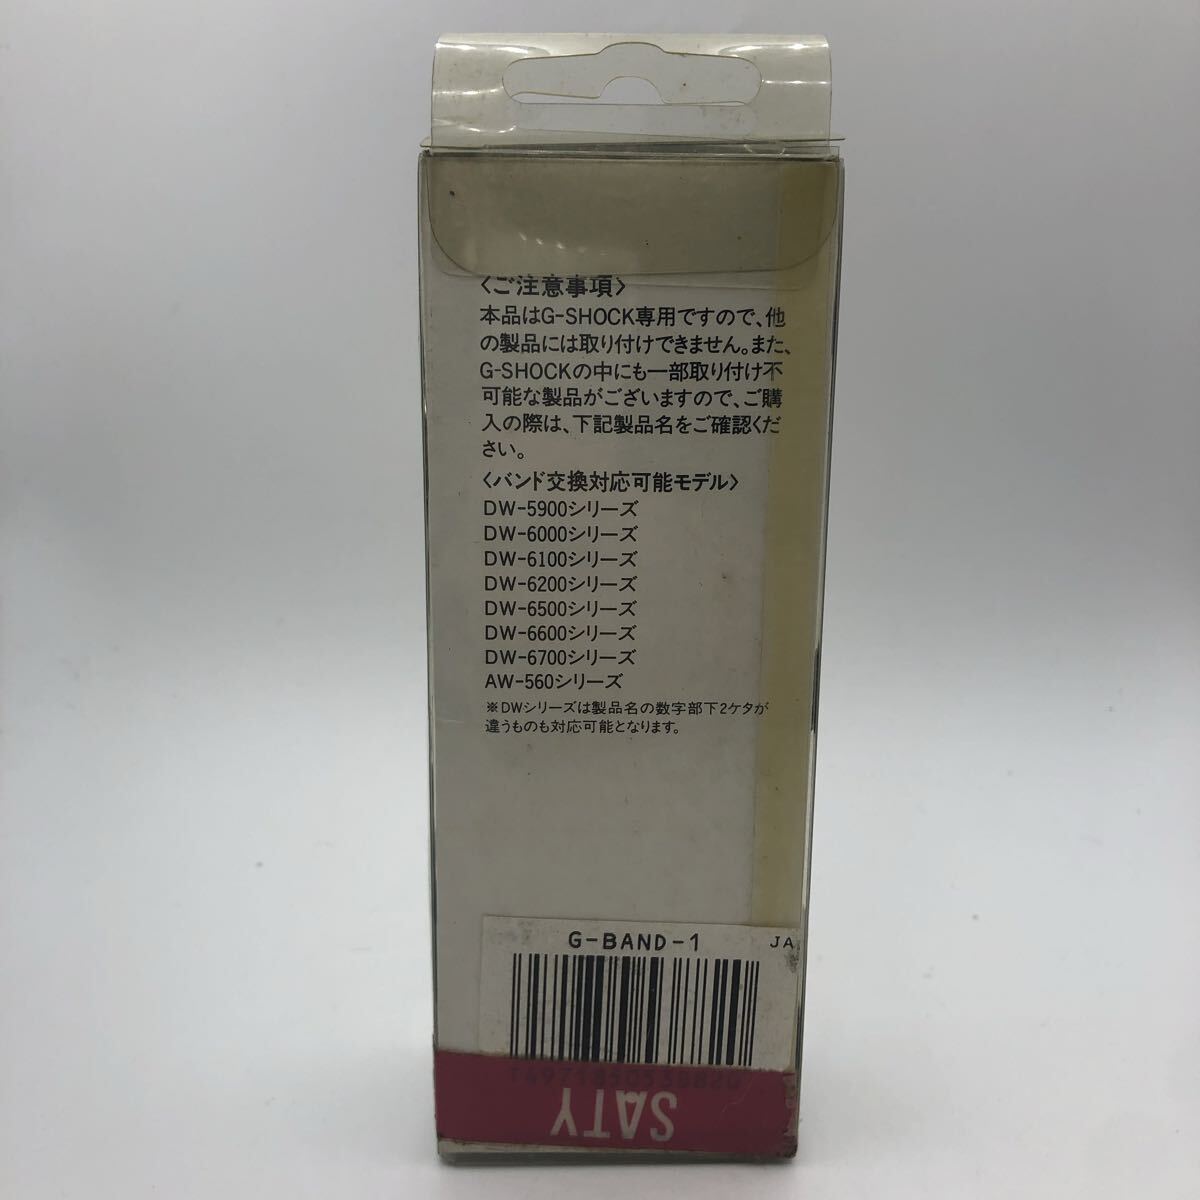 〈ご注意事項〉
本品はG-SHOCK専用ですので、他
の製品には取り付けできません。また、
G-SHOCKの中にも一部取り付け不
可能な製品がございますので、ご購
入の際は、下記製品名をご確認くだ
さい。
〈バンド交換対応可能モデル〉
DW-5900シリーズ
DW-6000シリーズ
DW-6100シリーズ
DW-6200シリーズ
DW-6500シリーズ
DW-6600シリーズ
DW-6700シリーズ
AW-560シリーズ
※DWシリーズは製品名の数字部下2ケタが
違うものも対応可能となります。
G-BAND-1 JA
SATY